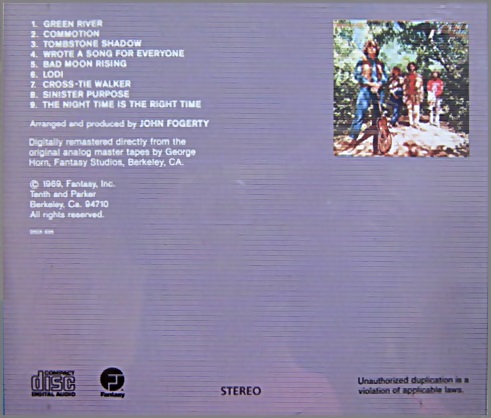 1. GREEN RIVER
2. COMMOTION
3. TOMBSTONE SHADOW
4. WROTE A SONG FOR EVERYONE
5. BAD MOON RISING
6. LODI
7. CROSS-TIE WALKER
8. SINISTER PURPOSE
9. THE NIGHT TIME IS THE RIGHT TIME
Arranged and produced by JOHN FOGERTY
Digitally remastered directly from the
original analog master tapes by George
Horn, Fantasy Studios, Berkeley, CA.
© 1969, Fantasy, Inc.
Tenth and Parker
Berkeley, Ca. 94710
All rights reserved.
COMPACT
disc
DIGITAL AUDIO
Fantasy
STEREO
Unauthorized duplication is a
violation of applicable laws.